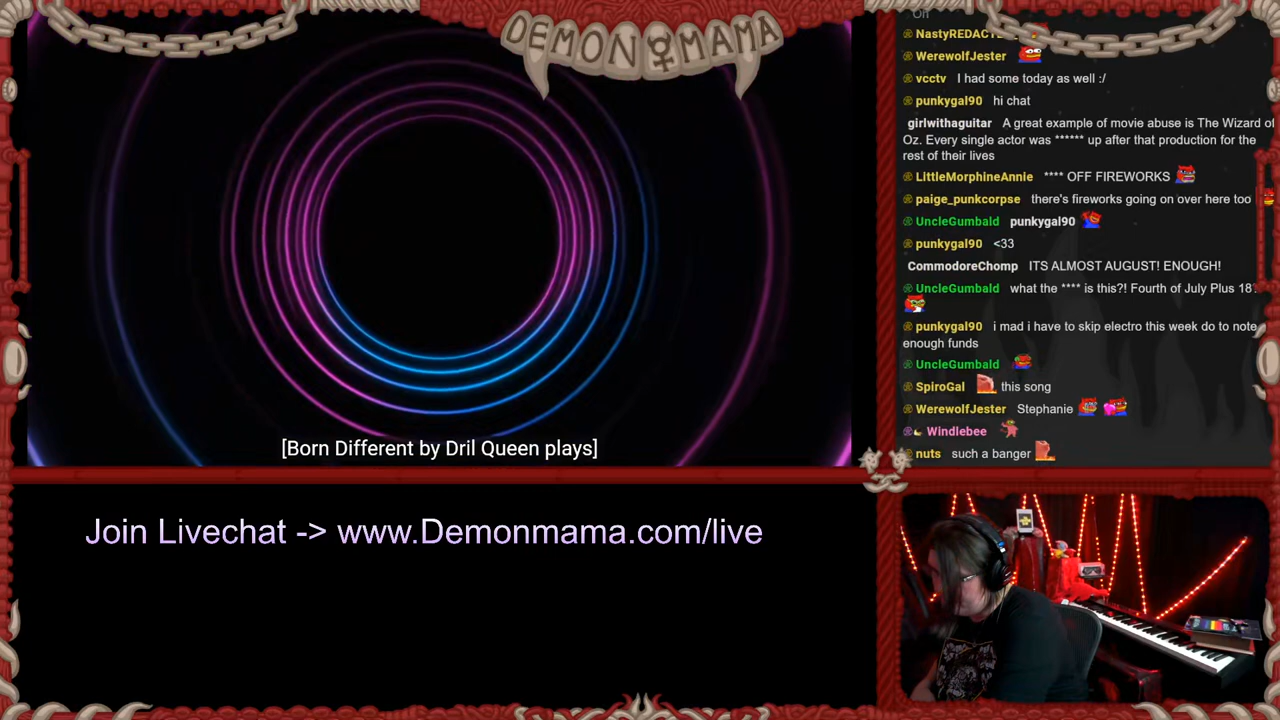 DEMON MAMA
Oh
NastyREDACTE
WerewolfJester
vcctv I had some today as well :/
punkygal90 hi chat
girlwithaguitar A great example of movie abuse is The Wizard of
Oz. Every single actor was ****** up after that production for the
rest of their lives
LIttleMorphineAnnie **** OFF FIREWORKS
paige_punkcorpse there's fireworks going on over here too
UncleGumbald punkygal90
punkygal90 <33
CommodoreChomp ITS ALMOST AUGUST! ENOUGH!
UncleGumbald what the **** is this?! Fourth of July Plus 18
punkygal90 i mad i have to skip electro this week do to note
enough funds
UncleGumbald
SpiroGal this song
WerewolfJester Stephanie
Windlebee
nuts such a banger
[Born Different by Dril Queen plays]
Join Livechat -> www.Demonmama.com/live